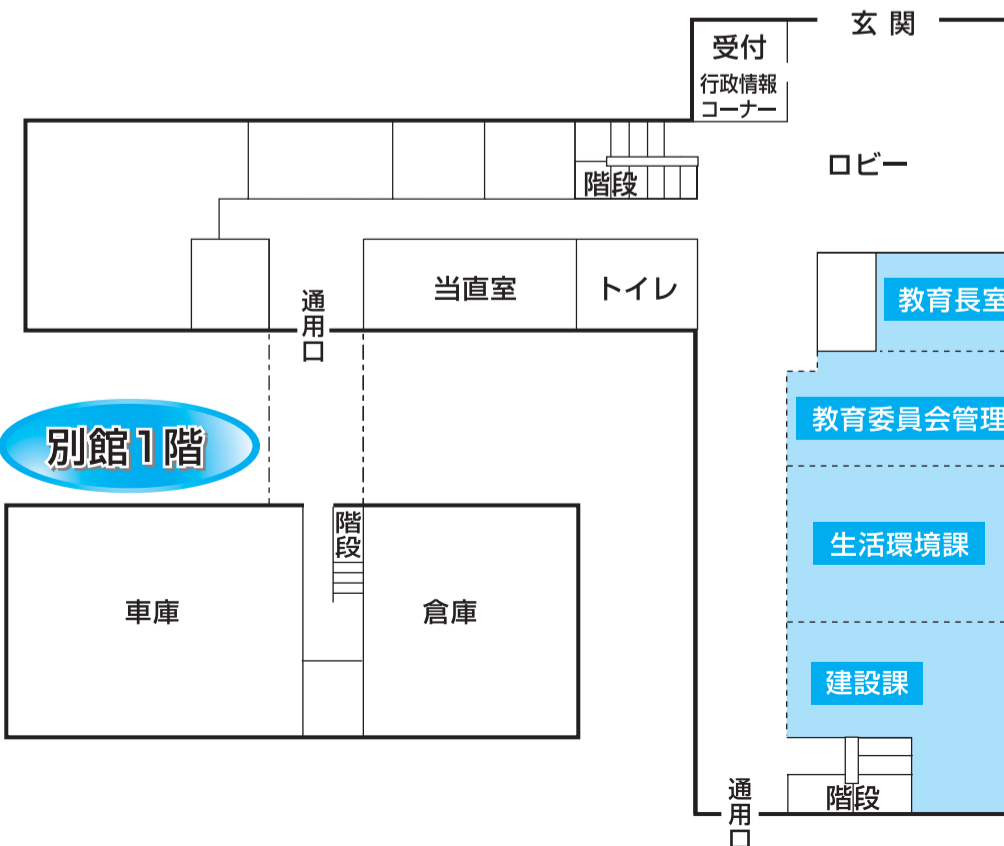 玄関
受付
行政情報
コーナー
ロビー
階段
当直室
トイレ
通用口
教育長室
別館1階
教育委員会管理
階段
生活環境課
車庫
倉庫
建設課
階段
通用口